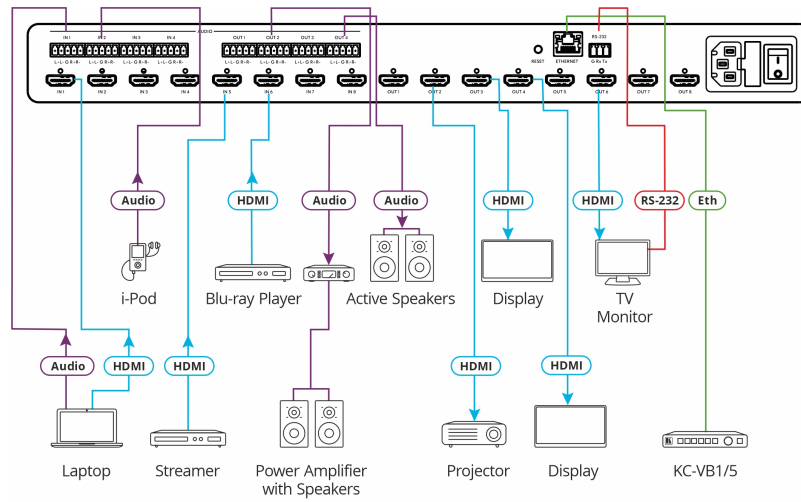 AUDIO
IN 1 IN 2 IN 3 IN 4 OUT 1 OUT 2 OUT 3 OUT 4 RS-232
L+L- G R+R- L+L- G R+R- L+L- G R+R- L+L- G R+R- L+L- G R+R- L+L- G R+R- L+L- G R+R- L+L- G R+R- RESET ETHERNET G Rx Tx
IN 1 IN 2 IN 3 IN 4 IN 5 IN 6 IN 7 IN 8 OUT 1 OUT 2 OUT 3 OUT 4 OUT 5 OUT 6 OUT 7 OUT 8
Audio HDMI Audio Audio HDMI HDMI RS-232 Eth
i-Pod Blu-ray Player Active Speakers Display TV
Monitor
Audio HDMI HDMI HDMI HDMI
Laptop Streamer Power Amplifier Projector Display KC-VB1/5
with Speakers